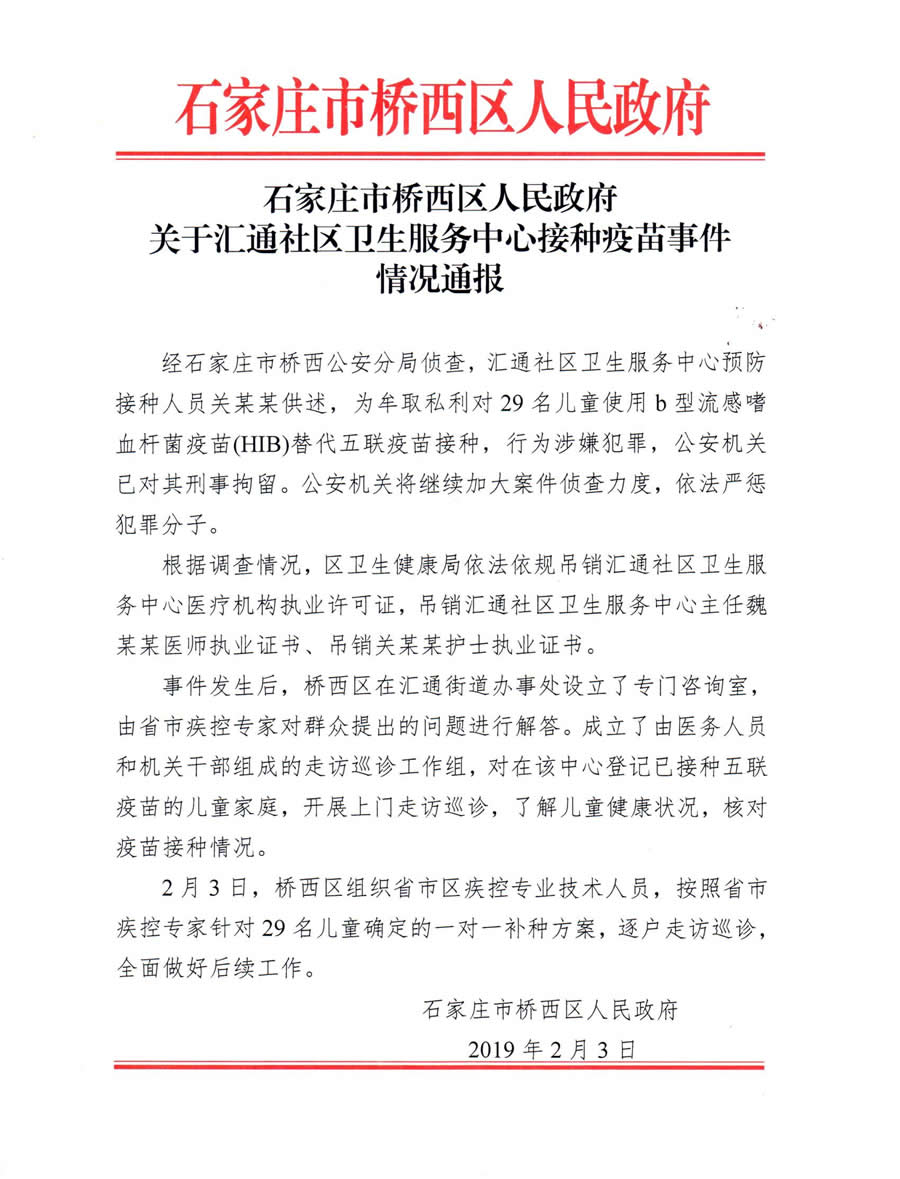 石家庄市桥西区人民政府
石家庄市桥西区人民政府
关于汇通社区卫生服务中心接种疫苗事件
情况通报
经石家庄市桥西公安分局侦查，汇通社区卫生服务中心预防
接种人员关某某供述，为牟取私利对 29 名儿童使用 b 型流感嗜
血杆菌疫苗(HIB)替代五联疫苗接种，行为涉嫌犯罪，公安机关
已对其刑事拘留。公安机关将继续加大案件侦查力度，依法严惩
犯罪分子。
根据调查情况，区卫生健康局依法依规吊销汇通社区卫生服
务中心医疗机构执业许可证，吊销汇通社区卫生服务中心主任魏
某某医师执业证书、吊销关某某护士执业证书。
事件发生后，桥西区在汇通街道办事处设立了专门咨询室，
由省市疾控专家对群众提出的问题进行解答。成立了由医务人员
和机关干部组成的走访巡诊工作组，对在该中心登记已接种五联
疫苗的儿童家庭，开展上门走访巡诊，了解儿童健康状况，核对
疫苗接种情况。
2 月 3 日，桥西区组织省市区疾控专业技术人员，按照省市
疾控专家针对 29 名儿童确定的一对一补种方案，逐户走访巡诊，
全面做好后续工作。
石家庄市桥西区人民政府
2019 年 2 月 3 日